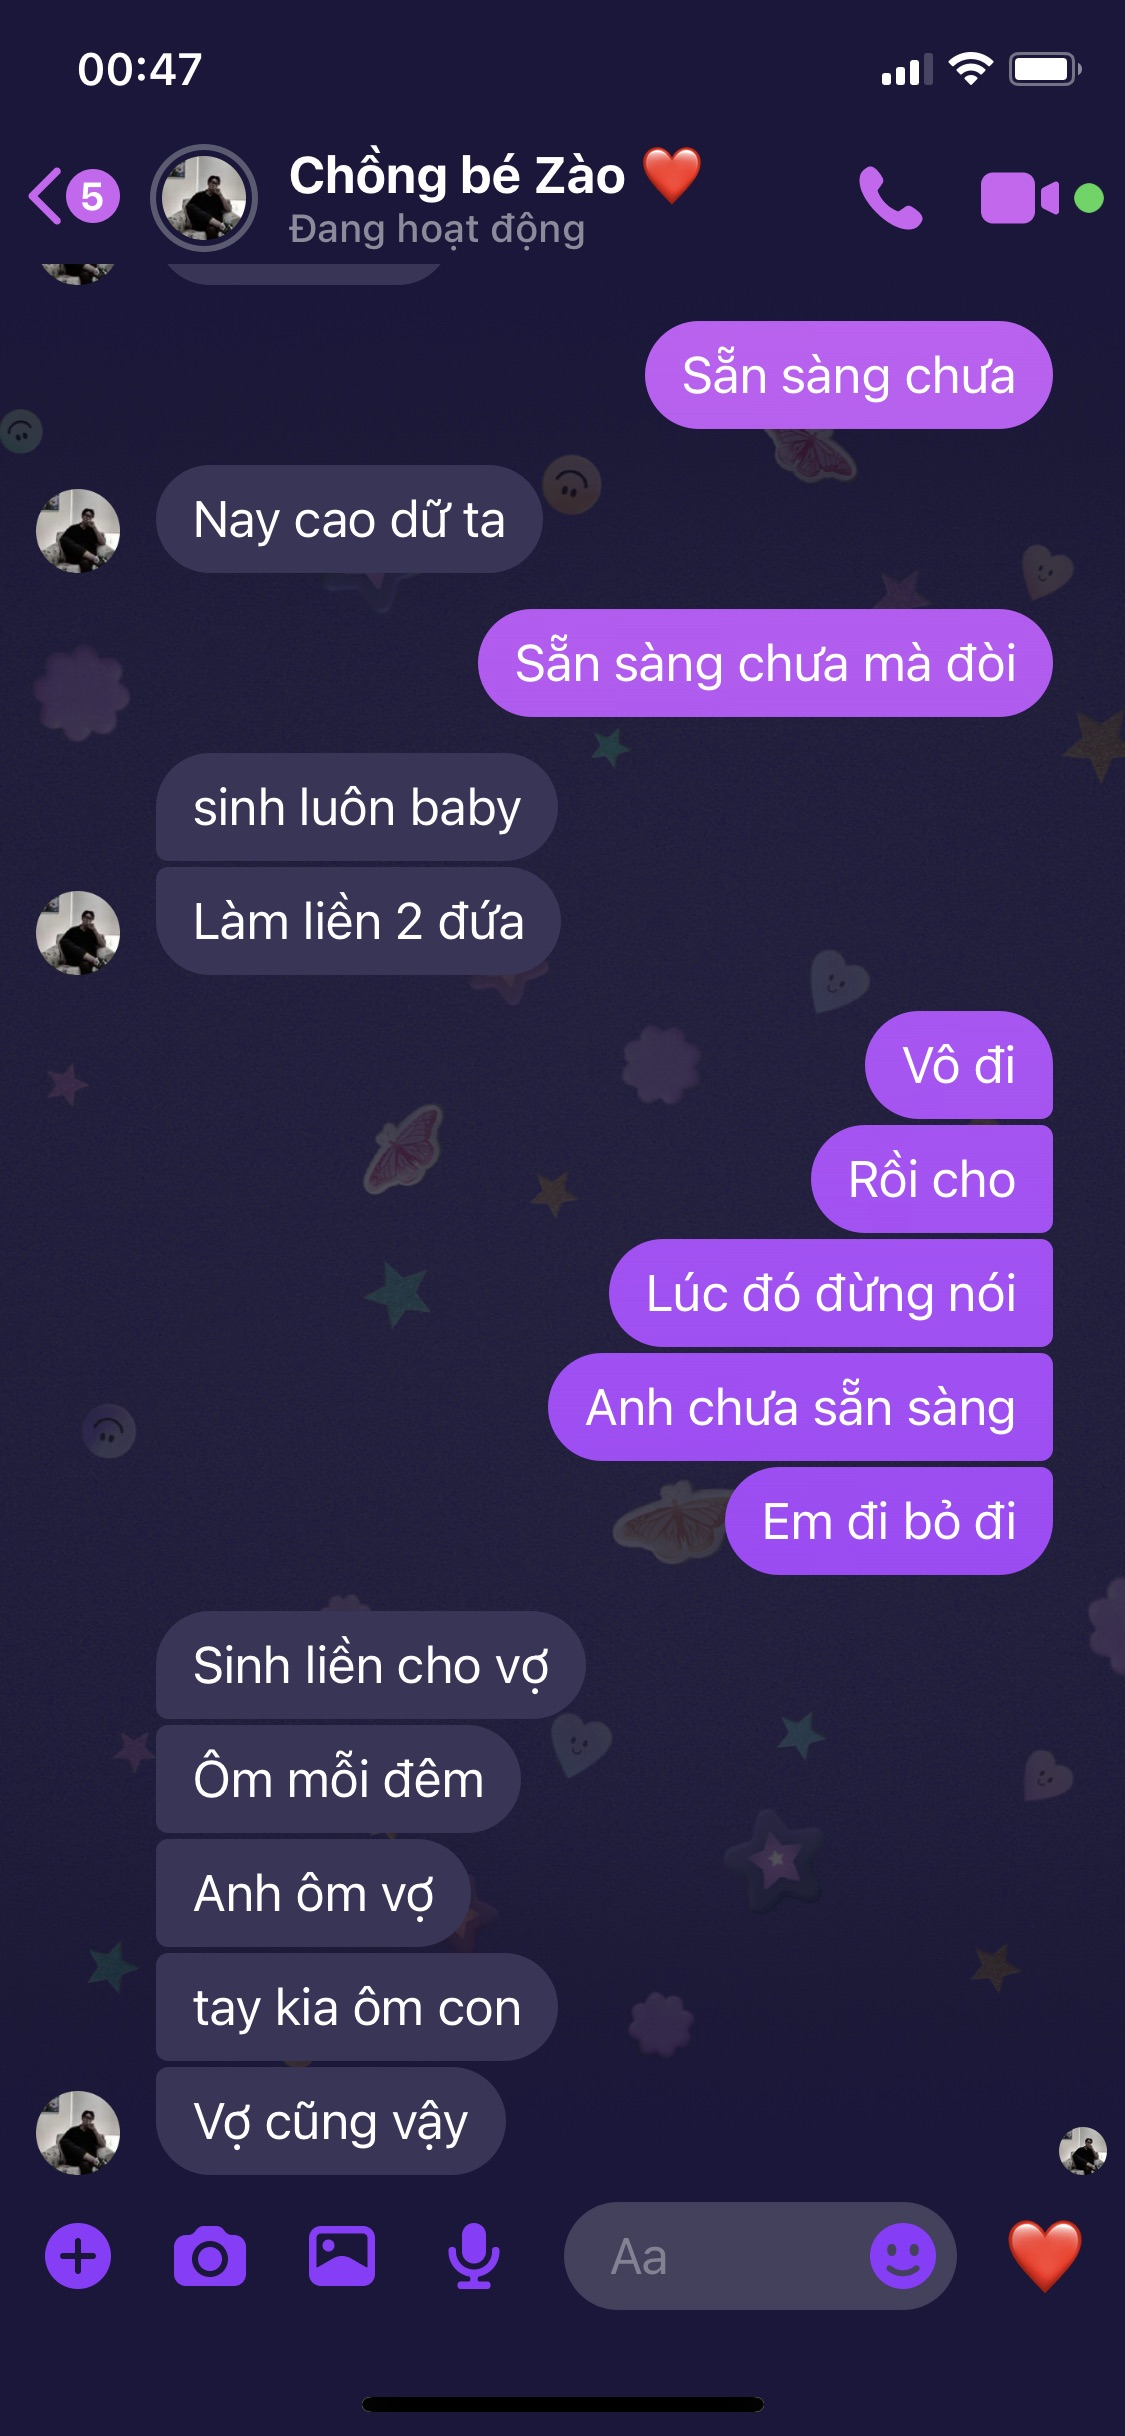 00:47
5
Chồng bé Zào ❤️
Đang hoạt động
Sẵn sàng chưa
Nay cao dữ ta
Sẵn sàng chưa mà đòi
sinh luôn baby
Làm liền 2 đứa
Vô đi
Rồi cho
Lúc đó đừng nói
Anh chưa sẵn sàng
Em đi bỏ đi
Sinh liền cho vợ
Ôm mỗi đêm
Anh ôm vợ
tay kia ôm con
Vợ cũng vậy
Aa